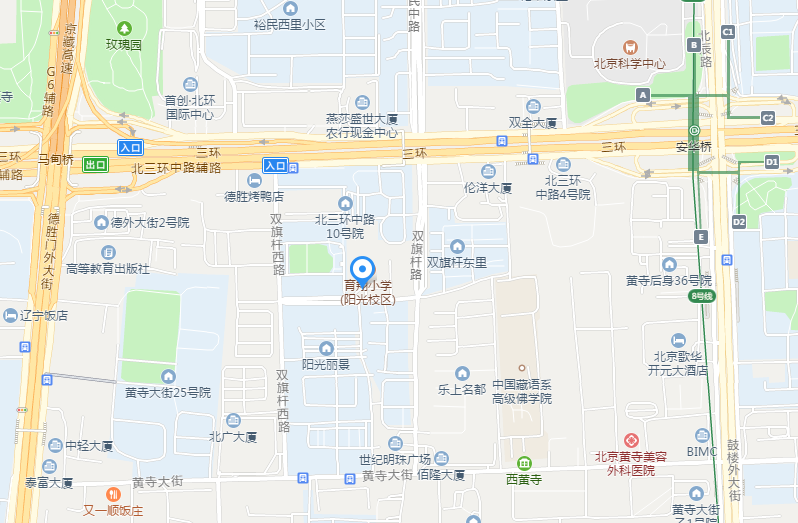 裕民西里小区
民
中
路
京
藏
高
速
玫瑰园
G6
辅
路
首创·北环
国际中心
燕莎盛世大厦
农行现金中心
双全大厦
北京科学中心
北
辰
路
B
C1
A
C2
安华桥
D1
D2
E
三环
辅路
马甸桥
入口
出口
三环
北三环中路辅路
入口
三环
三环
德胜烤鸭店
伦洋大厦
北三环
中路4号院
德外大街2号院
北三环中路
10号院
双
旗
杆
西
路
双
旗
杆
路
双旗杆东里
德
胜
门
外
大
街
高等教育出版社
育翔小学
(阳光校区)
黄寺后身36号院
8号线
辽宁饭店
阳光丽景
北京歌华
开元大酒店
黄寺大街25号院
双
旗
杆
西
路
乐上名都
中国藏语系
高级佛学院
北广大厦
中轻大厦
世纪明珠广场
佰隆大厦
黄寺大街
黄寺大街
西黄寺
北京黄寺美容
外科医院
BIMC
鼓
楼
外
大
街
泰富大厦
又一顺饭庄
黄寺大街